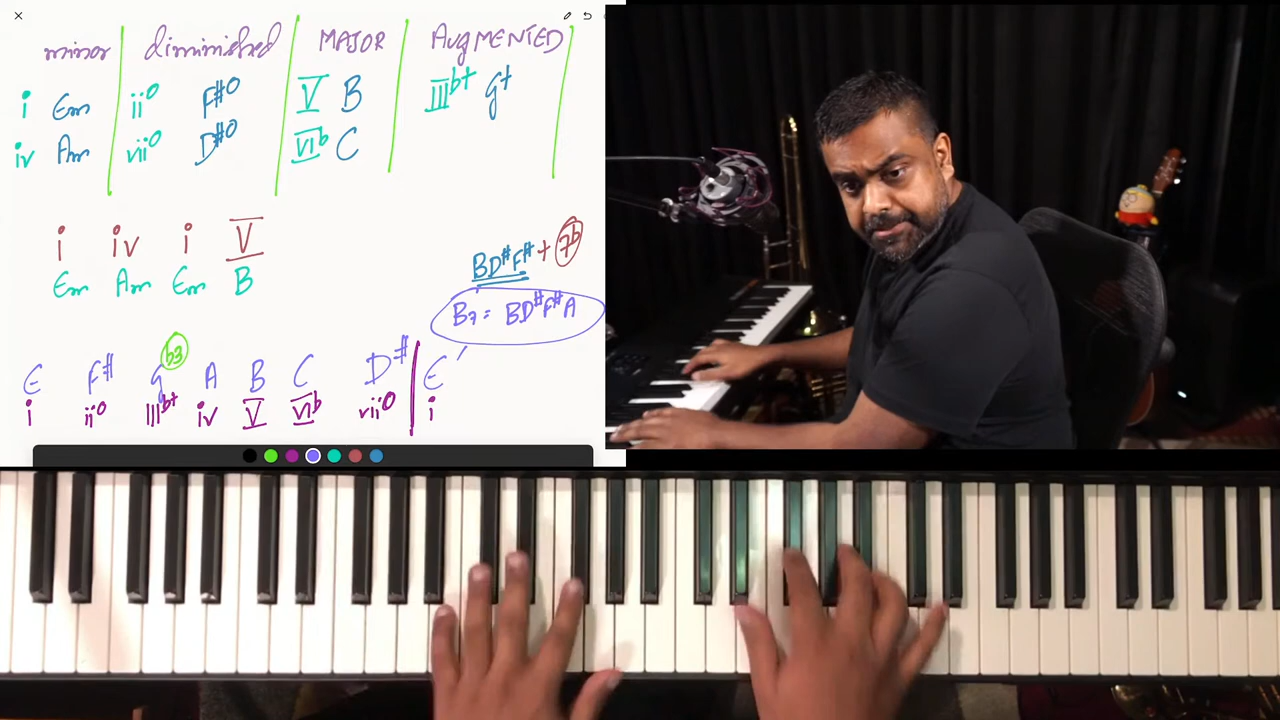 minor diminished MAJOR AugMENTED
i Em ii° F#° V B IIIb+ G+
iv Am vii° D#° VIb C
i iv i V
Em Am Em B
BD#F# + 7b
B7 = BD#F#A
b3
E F# G A B C D# E
i ii° IIIb+ iv V VIb vii° i